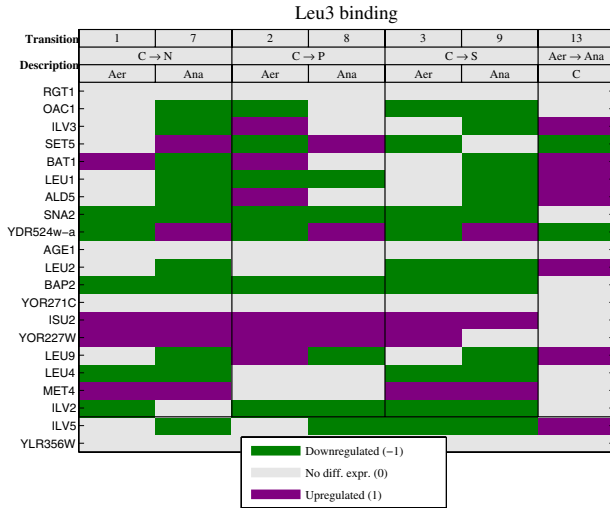 Leu3 binding
Transition 1 7 2 8 3 9 13
Description C → N C → P C → S Aer → Ana
Aer Ana Aer Ana Aer Ana C
RGT1
OAC1
ILV3
SET5
BAT1
LEU1
ALD5
SNA2
YDR524w-a
AGE1
LEU2
BAP2
YOR271C
ISU2
YOR227W
LEU9
LEU4
MET4
ILV2
ILV5
YLR356W
Downregulated (−1)
No diff. expr. (0)
Upregulated (1)